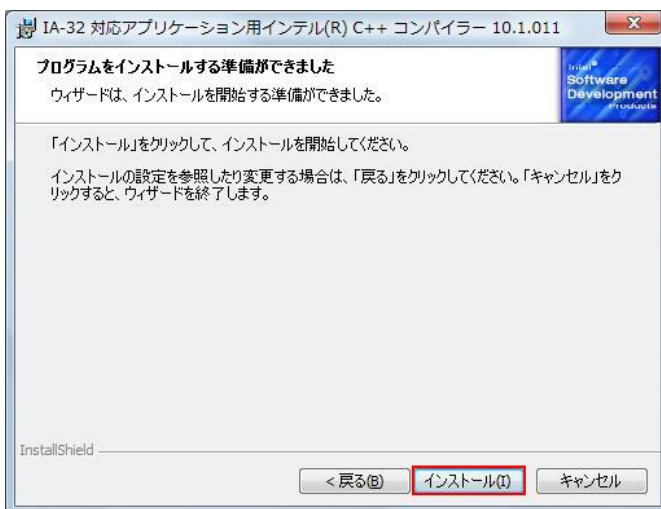 IA-32 対応アプリケーション用インテル(R) C++ コンパイラー 10.1.011
プログラムをインストールする準備ができました
ウィザードは、インストールを開始する準備ができました。
Intel®
Software
Development
Products
「インストール」をクリックして、インストールを開始してください。
インストールの設定を参照したり変更する場合は、「戻る」をクリックしてください。「キャンセル」をク
リックすると、ウィザードを終了します。
InstallShield
< 戻る(B) インストール(I) キャンセル